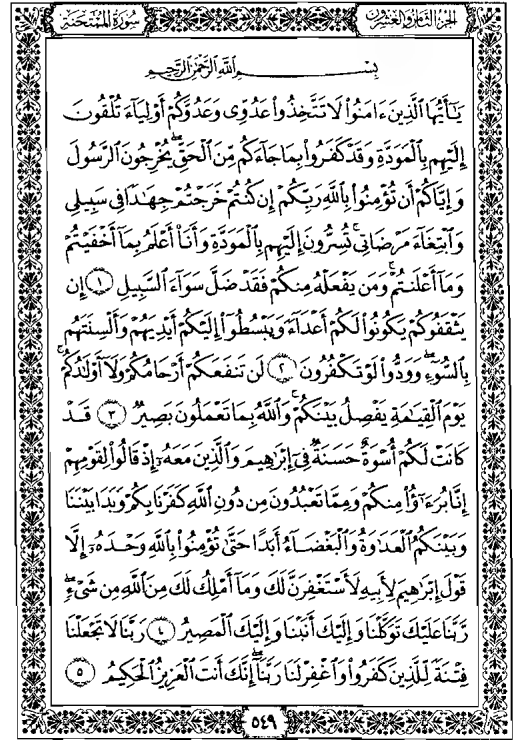 الجزء الثامن والعشرون
سورة الممتحنة
بِسْمِ اللَّهِ الرَّحْمَٰنِ الرَّحِيمِ
يَٰٓأَيُّهَا ٱلَّذِينَ ءَامَنُوا۟ لَا تَتَّخِذُوا۟ عَدُوِّى وَعَدُوَّكُمْ أَوْلِيَآءَ تُلْقُونَ
إِلَيْهِم بِٱلْمَوَدَّةِ وَقَدْ كَفَرُوا۟ بِمَا جَآءَكُم مِّنَ ٱلْحَقِّ يُخْرِجُونَ ٱلرَّسُولَ
وَإِيَّاكُمْ أَن تُؤْمِنُوا۟ بِٱللَّهِ رَبِّكُمْ إِن كُنتُمْ خَرَجْتُمْ جِهَٰدًا فِى سَبِيلِى
وَٱبْتِغَآءَ مَرْضَاتِى تُسِرُّونَ إِلَيْهِم بِٱلْمَوَدَّةِ وَأَنَا۠ أَعْلَمُ بِمَآ أَخْفَيْتُمْ
وَمَآ أَعْلَنتُمْ وَمَن يَفْعَلْهُ مِنكُمْ فَقَدْ ضَلَّ سَوَآءَ ٱلسَّبِيلِ ١ إِن
يَثْقَفُوكُمْ يَكُونُوا۟ لَكُمْ أَعْدَآءً وَيَبْسُطُوٓا۟ إِلَيْكُمْ أَيْدِيَهُمْ وَأَلْسِنَتَهُم
بِٱلسُّوٓءِ وَوَدُّوا۟ لَوْ تَكْفُرُونَ ٢ لَن تَنفَعَكُمْ أَرْحَامُكُمْ وَلَآ أَوْلَٰدُكُمْ
يَوْمَ ٱلْقِيَٰمَةِ يَفْصِلُ بَيْنَكُمْ وَٱللَّهُ بِمَا تَعْمَلُونَ بَصِيرٌ ٣ قَدْ
كَانَتْ لَكُمْ أُسْوَةٌ حَسَنَةٌ فِىٓ إِبْرَٰهِيمَ وَٱلَّذِينَ مَعَهُۥٓ إِذْ قَالُوا۟ لِقَوْمِهِمْ
إِنَّا بُرَءَٰٓؤُا۟ مِنكُمْ وَمِمَّا تَعْبُدُونَ مِن دُونِ ٱللَّهِ كَفَرْنَا بِكُمْ وَبَدَا بَيْنَنَا
وَبَيْنَكُمُ ٱلْعَدَٰوَةُ وَٱلْبَغْضَآءُ أَبَدًا حَتَّىٰ تُؤْمِنُوا۟ بِٱللَّهِ وَحْدَهُۥٓ إِلَّا
قَوْلَ إِبْرَٰهِيمَ لِأَبِيهِ لَأَسْتَغْفِرَنَّ لَكَ وَمَآ أَمْلِكُ لَكَ مِنَ ٱللَّهِ مِن شَىْءٍ
رَّبَّنَا عَلَيْكَ تَوَكَّلْنَا وَإِلَيْكَ أَنَبْنَا وَإِلَيْكَ ٱلْمَصِيرُ ٤ رَبَّنَا لَا تَجْعَلْنَا
فِتْنَةً لِّلَّذِينَ كَفَرُوا۟ وَٱغْفِرْ لَنَا رَبَّنَآ إِنَّكَ أَنتَ ٱلْعَزِيزُ ٱلْحَكِيمُ ٥
٥٤٩